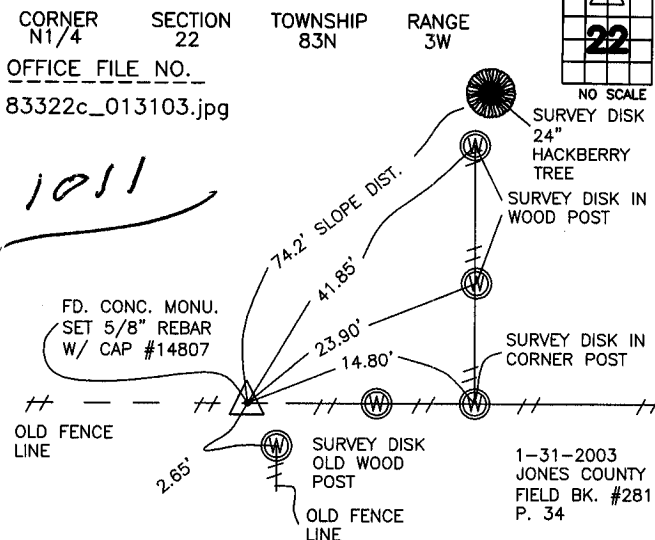 CORNER SECTION TOWNSHIP RANGE
N1/4 22 83N 3W
22
NO SCALE
OFFICE FILE NO.
83322c_013103.jpg
1011
SURVEY DISK
24"
HACKBERRY
TREE
74.2' SLOPE DIST.
SURVEY DISK IN
WOOD POST
W
41.85'
W
23.90'
FD. CONC. MONU.
SET 5/8" REBAR
W/ CAP #14807
14.80'
SURVEY DISK IN
CORNER POST
W
W
OLD FENCE
LINE
2.65'
W
SURVEY DISK
OLD WOOD
POST
OLD FENCE
LINE
1-31-2003
JONES COUNTY
FIELD BK. #281
P. 34